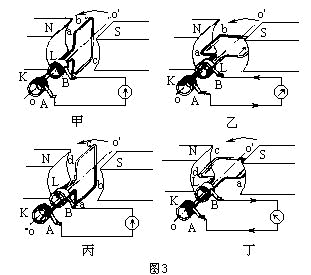 N a b c o' S
L
K B
o A
甲
N b o' S
a
L
K B
o A
乙
N d c o' S
L
K B a b
o A
丙
N c o' S
d
L a
K B
o A
丁
图3